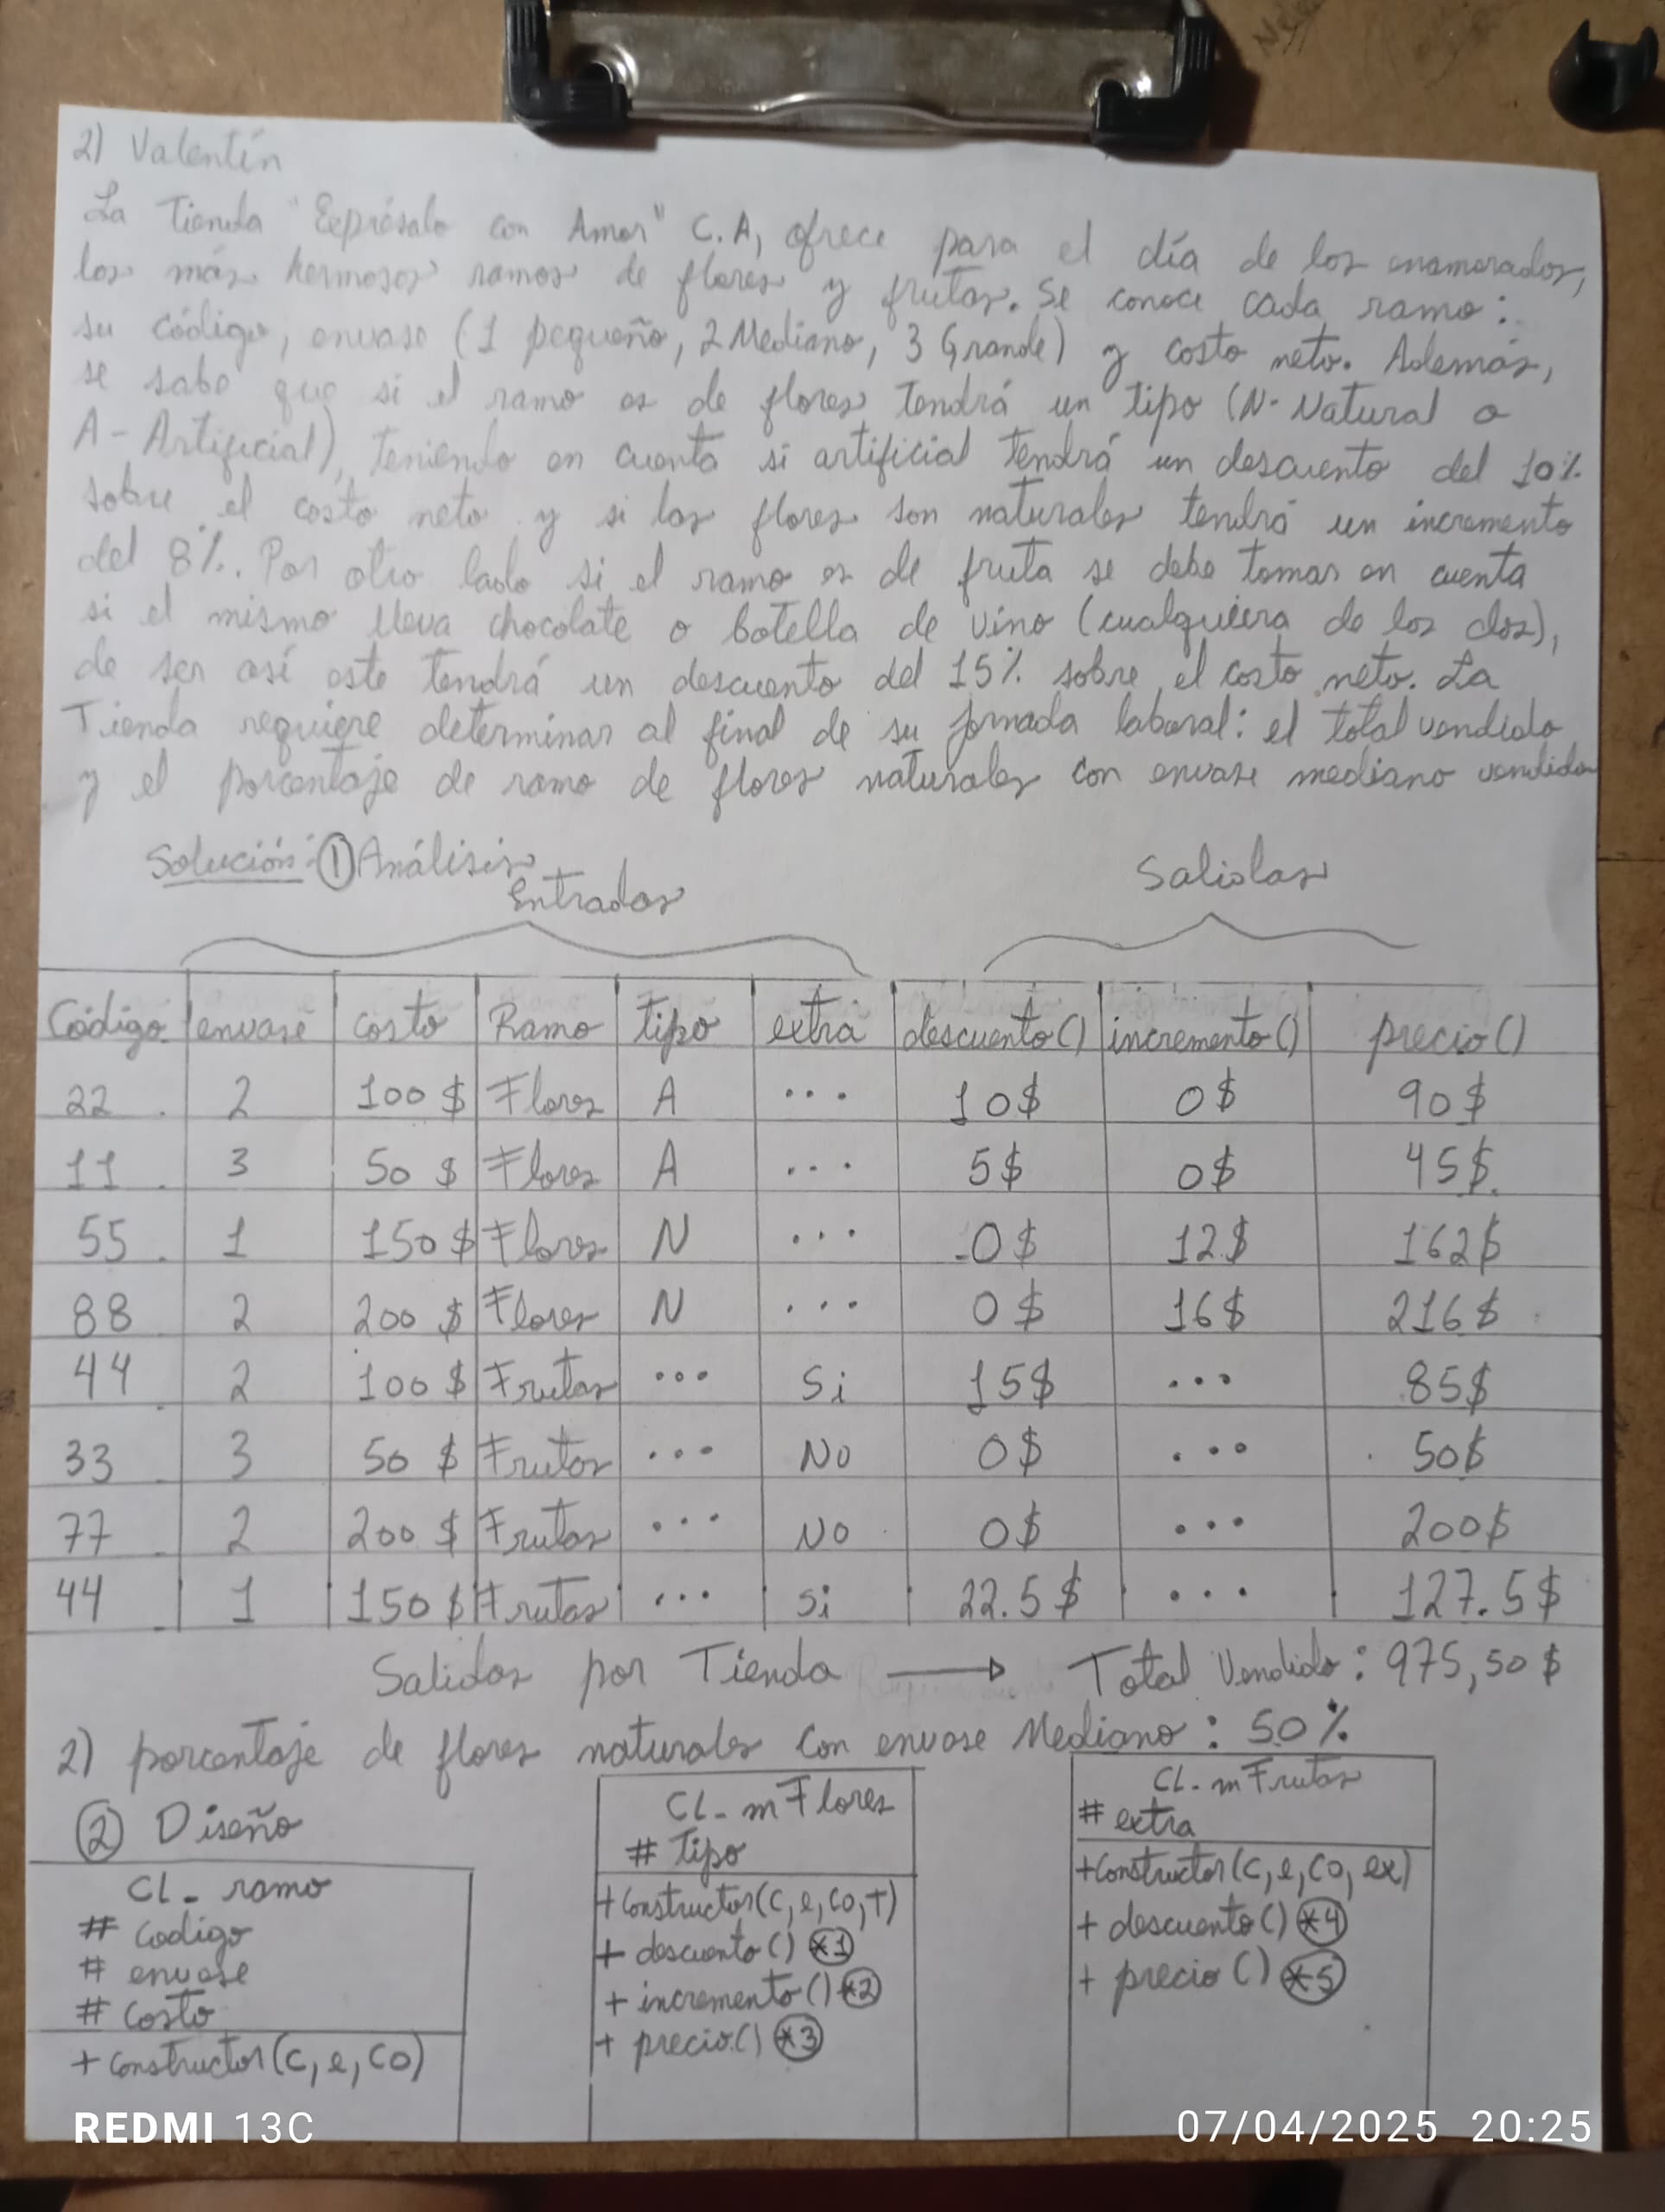 2) Valentín
La Tienda "Exprésalo con Amor" C.A, ofrece para el día de los enamorados,
los más hermosos ramos de flores y frutas. Se conoce cada ramo:
su código, envase (1 pequeño, 2 Mediano, 3 Grande) y costo neto. Además,
se sabe que si el ramo es de flores tendrá un tipo (N-Natural o
A-Artificial), teniendo en cuenta si artificial tendrá un descuento del 10%
sobre el costo neto y si las flores son naturales tendrá un incremento
del 8%. Por otro lado si el ramo es de fruta se debe tomar en cuenta
si el mismo lleva chocolate o botella de vino (cualquiera de los dos),
de ser así este tendrá un descuento del 15% sobre el costo neto. La
Tienda requiere determinar al final de su jornada laboral: el total vendido
y el porcentaje de ramo de flores naturales con envase mediano vendido
Solución: ① Análisis
Entradas Salidas
Código envase costo Ramo tipo extra descuento() incremento() precio()
22 2 100 $ Flores A ... 10$ 0$ 90$
11 3 50 $ Flores A ... 5$ 0$ 45$.
55 1 150 $ Flores N ... 0$ 12$ 162$
88 2 200 $ Flores N ... 0$ 16$ 216$
44 2 100 $ Frutas ... Si 15$ ... 85$
33 3 50 $ Frutas ... No 0$ ... 50$
77 2 200 $ Frutas ... No 0$ ... 200$
44 1 150 $ Frutas ... Si 22.5$ ... 127.5$
Salidas por Tienda → Total Vendido: 975,50 $
2) porcentaje de flores naturales con envase Mediano: 50%
② Diseño
CL_ramo
# Codigo
# envase
# Costo
+ Constructor(c, e, co)
CL_mFlores
# Tipo
+ Constructor(c, e, co, T)
+ descuento() *1
+ incremento() *2
+ precio() *3
CL_mFrutas
# extra
+Constructor(c, e, co, ex)
+ descuento() *4
+ precio() *5
REDMI 13C
07/04/2025 20:25